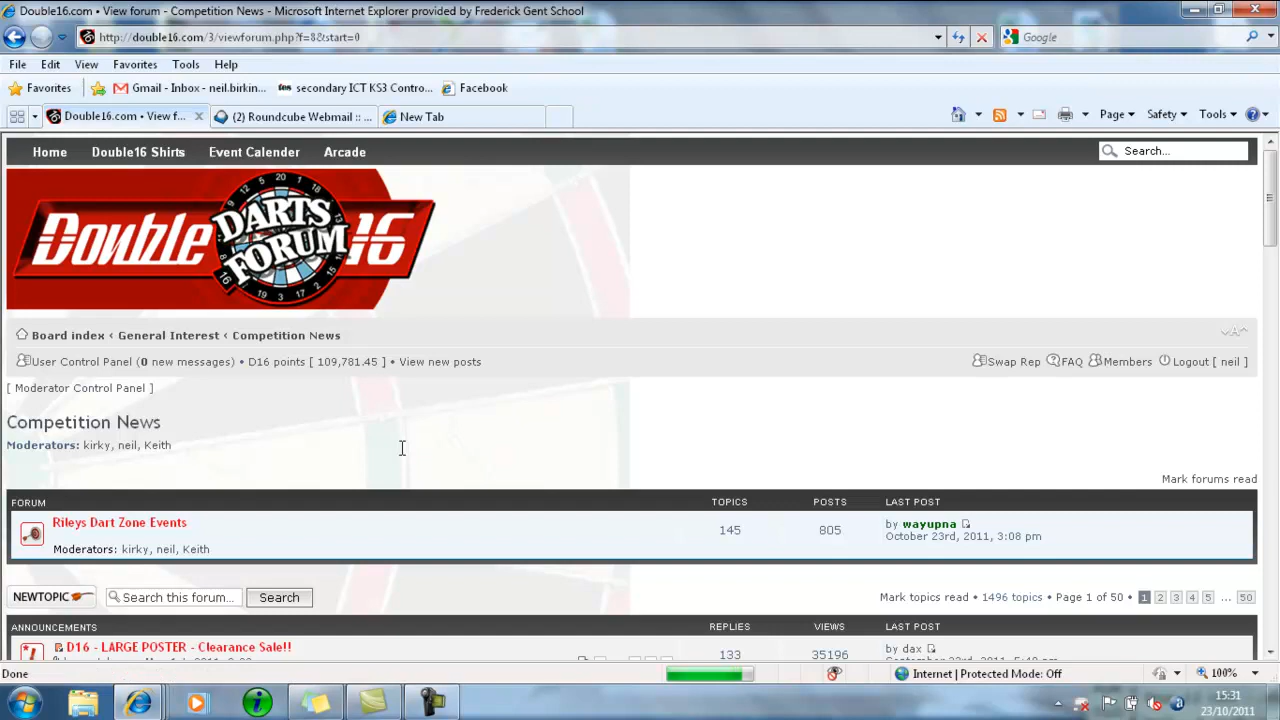 Double16.com • View forum - Competition News - Microsoft Internet Explorer provided by Frederick Gent School
http://double16.com/3/viewforum.php?f=8&start=0
Google
File Edit View Favorites Tools Help
Favorites Gmail - Inbox - neil.birkin... tes secondary ICT KS3 Contro... Facebook
Double16.com • View f... (2) Roundcube Webmail :: ... New Tab Page Safety Tools
Home Double16 Shirts Event Calender Arcade Search...
Double DARTS FORUM 16
Board index ‹ General Interest ‹ Competition News
User Control Panel (0 new messages) • D16 points [ 109,781.45 ] • View new posts Swap Rep FAQ Members Logout [ neil ]
[ Moderator Control Panel ]
Competition News
Moderators: kirky, neil, Keith
Mark forums read
FORUM TOPICS POSTS LAST POST
Rileys Dart Zone Events 145 805 by wayupna
Moderators: kirky, neil, Keith October 23rd, 2011, 3:08 pm
NEWTOPIC Search this forum... Search Mark topics read • 1496 topics • Page 1 of 50 • 1 2 3 4 5 ... 50
ANNOUNCEMENTS REPLIES VIEWS LAST POST
D16 - LARGE POSTER - Clearance Sale!! 133 35196 by dax
Done Internet | Protected Mode: Off 100%
15:31
23/10/2011